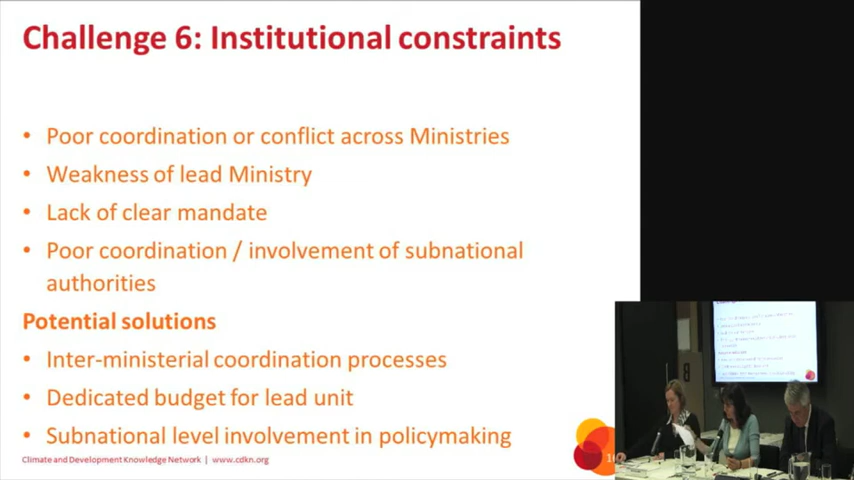 Challenge 6: Institutional constraints
• Poor coordination or conflict across Ministries
• Weakness of lead Ministry
• Lack of clear mandate
• Poor coordination / involvement of subnational
authorities
Potential solutions
• Inter-ministerial coordination processes
• Dedicated budget for lead unit
• Subnational level involvement in policymaking
Climate and Development Knowledge Network | www.cdkn.org